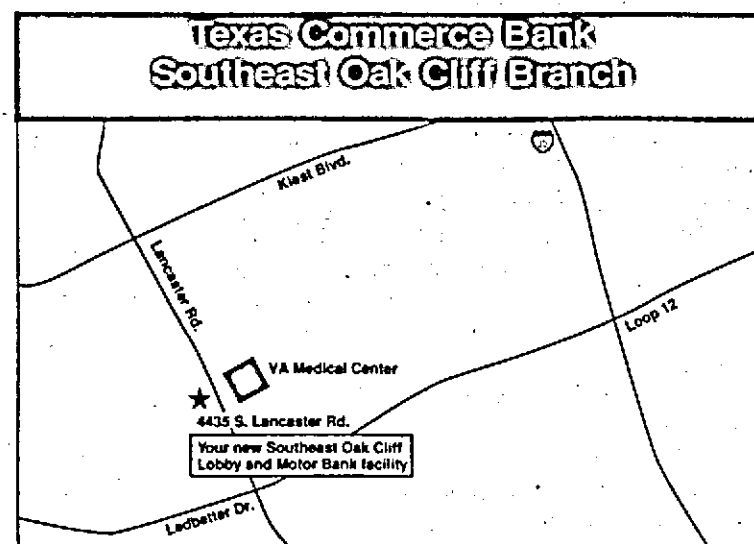 Texas Commerce Bank
Southeast Oak Cliff Branch
Kiest Blvd.
Lancaster Rd.
Loop 12
VA Medical Center
4435 S. Lancaster Rd.
Your new Southeast Oak Cliff
Lobby and Motor Bank facility
Ledbetter Dr.